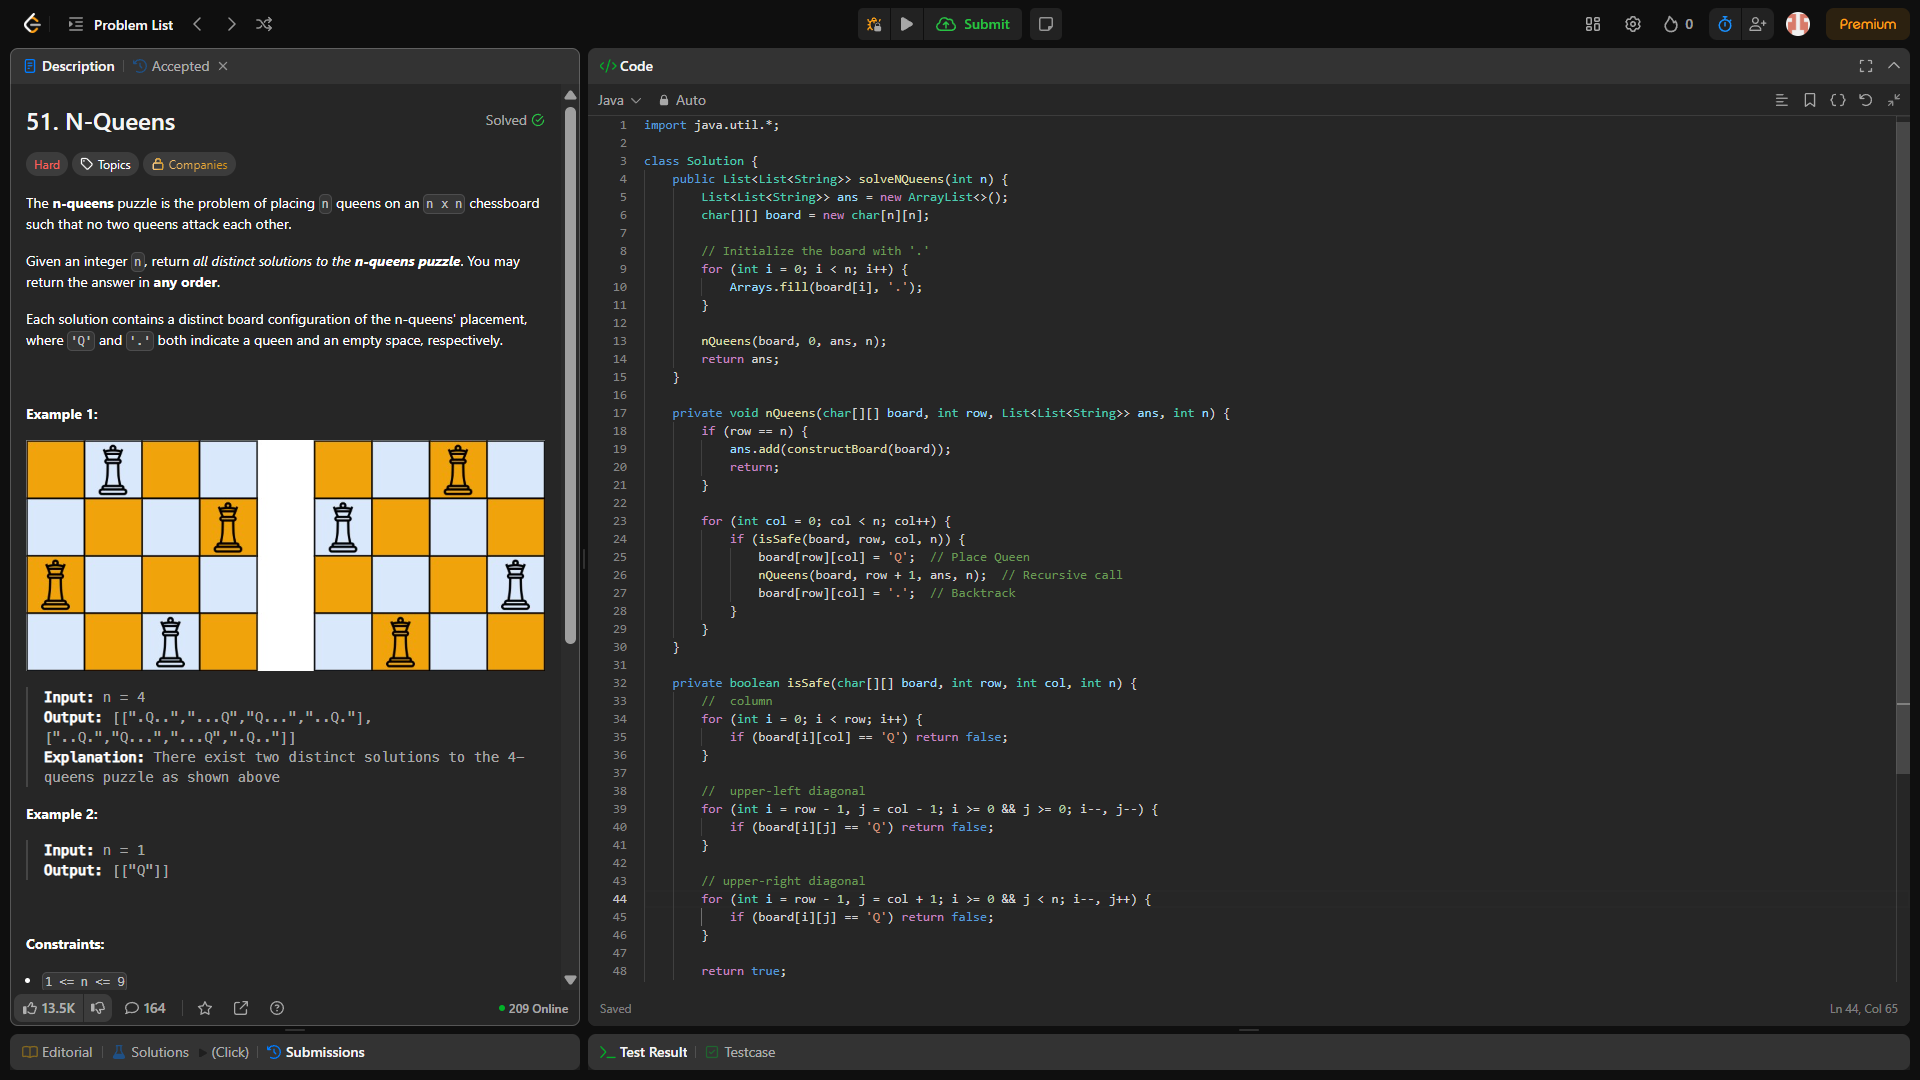 Problem List
Submit
0
Premium
Description
Accepted
51. N-Queens
Solved
Hard
Topics
Companies
The n-queens puzzle is the problem of placing n queens on an n x n chessboard
such that no two queens attack each other.
Given an integer n, return all distinct solutions to the n-queens puzzle. You may
return the answer in any order.
Each solution contains a distinct board configuration of the n-queens' placement,
where 'Q' and '.' both indicate a queen and an empty space, respectively.
Example 1:
Input: n = 4
Output: [[".Q..","...Q","Q...","..Q."],
["..Q.","Q...","...Q",".Q.."]]
Explanation: There exist two distinct solutions to the 4-
queens puzzle as shown above
Example 2:
Input: n = 1
Output: [["Q"]]
Constraints:
1 <= n <= 9
13.5K
164
209 Online
Editorial
Solutions
(Click)
Submissions
</> Code
Java
Auto
1 import java.util.*;
2
3 class Solution {
4 public List<List<String>> solveNQueens(int n) {
5 List<List<String>> ans = new ArrayList<>();
6 char[][] board = new char[n][n];
7
8 // Initialize the board with '.'
9 for (int i = 0; i < n; i++) {
10 Arrays.fill(board[i], '.');
11 }
12
13 nQueens(board, 0, ans, n);
14 return ans;
15 }
16
17 private void nQueens(char[][] board, int row, List<List<String>> ans, int n) {
18 if (row == n) {
19 ans.add(constructBoard(board));
20 return;
21 }
22
23 for (int col = 0; col < n; col++) {
24 if (isSafe(board, row, col, n)) {
25 board[row][col] = 'Q';  // Place Queen
26 nQueens(board, row + 1, ans, n);  // Recursive call
27 board[row][col] = '.';  // Backtrack
28 }
29 }
30 }
31
32 private boolean isSafe(char[][] board, int row, int col, int n) {
33 //  column
34 for (int i = 0; i < row; i++) {
35 if (board[i][col] == 'Q') return false;
36 }
37
38 //  upper-left diagonal
39 for (int i = row - 1, j = col - 1; i >= 0 && j >= 0; i--, j--) {
40 if (board[i][j] == 'Q') return false;
41 }
42
43 // upper-right diagonal
44 for (int i = row - 1, j = col + 1; i >= 0 && j < n; i--, j++) {
45 if (board[i][j] == 'Q') return false;
46 }
47
48 return true;
Saved
Ln 44, Col 65
Test Result
Testcase